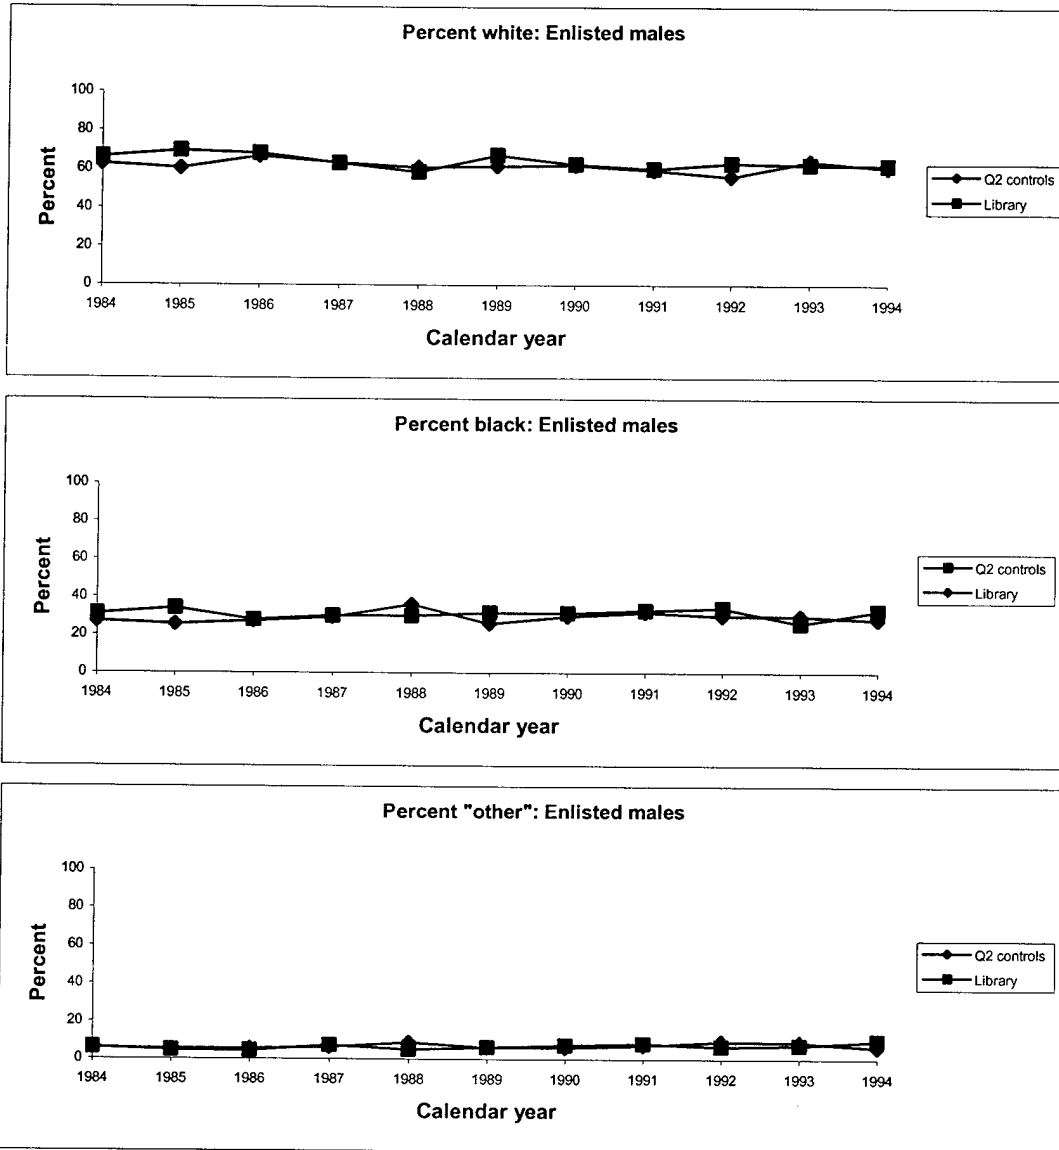 Percent white: Enlisted males
100
80
60
40
20
0
Percent
1984 1985 1986 1987 1988 1989 1990 1991 1992 1993 1994
Calendar year
Q2 controls
Library
Percent black: Enlisted males
100
80
60
40
20
0
Percent
1984 1985 1986 1987 1988 1989 1990 1991 1992 1993 1994
Calendar year
Q2 controls
Library
Percent "other": Enlisted males
100
80
60
40
20
0
Percent
1984 1985 1986 1987 1988 1989 1990 1991 1992 1993 1994
Calendar year
Q2 controls
Library